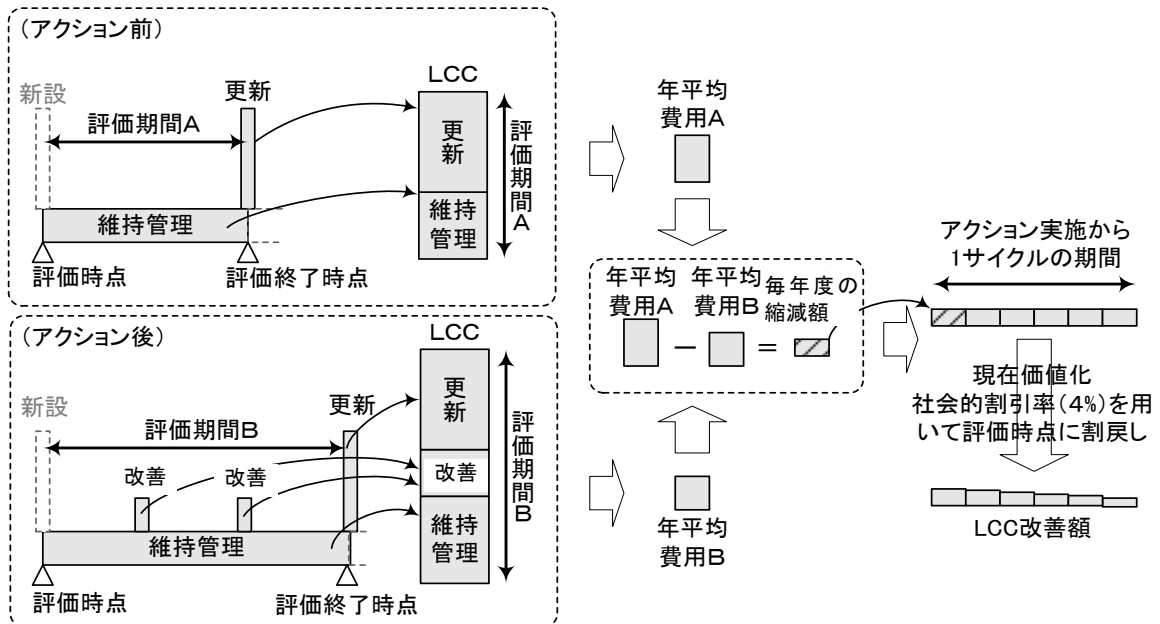 （アクション前）
新設
更新
評価期間A
維持管理
評価時点
評価終了時点
LCC
更新
維持
管理
評価期間A
年平均
費用A
（アクション後）
新設
更新
評価期間B
改善
改善
維持管理
評価時点
評価終了時点
LCC
更新
改善
維持
管理
評価期間B
年平均
費用B
年平均
費用A
年平均
費用B
毎年度の
縮減額
－
＝
アクション実施から
1サイクルの期間
現在価値化
社会的割引率（4%）を用
いて評価時点に割戻し
LCC改善額